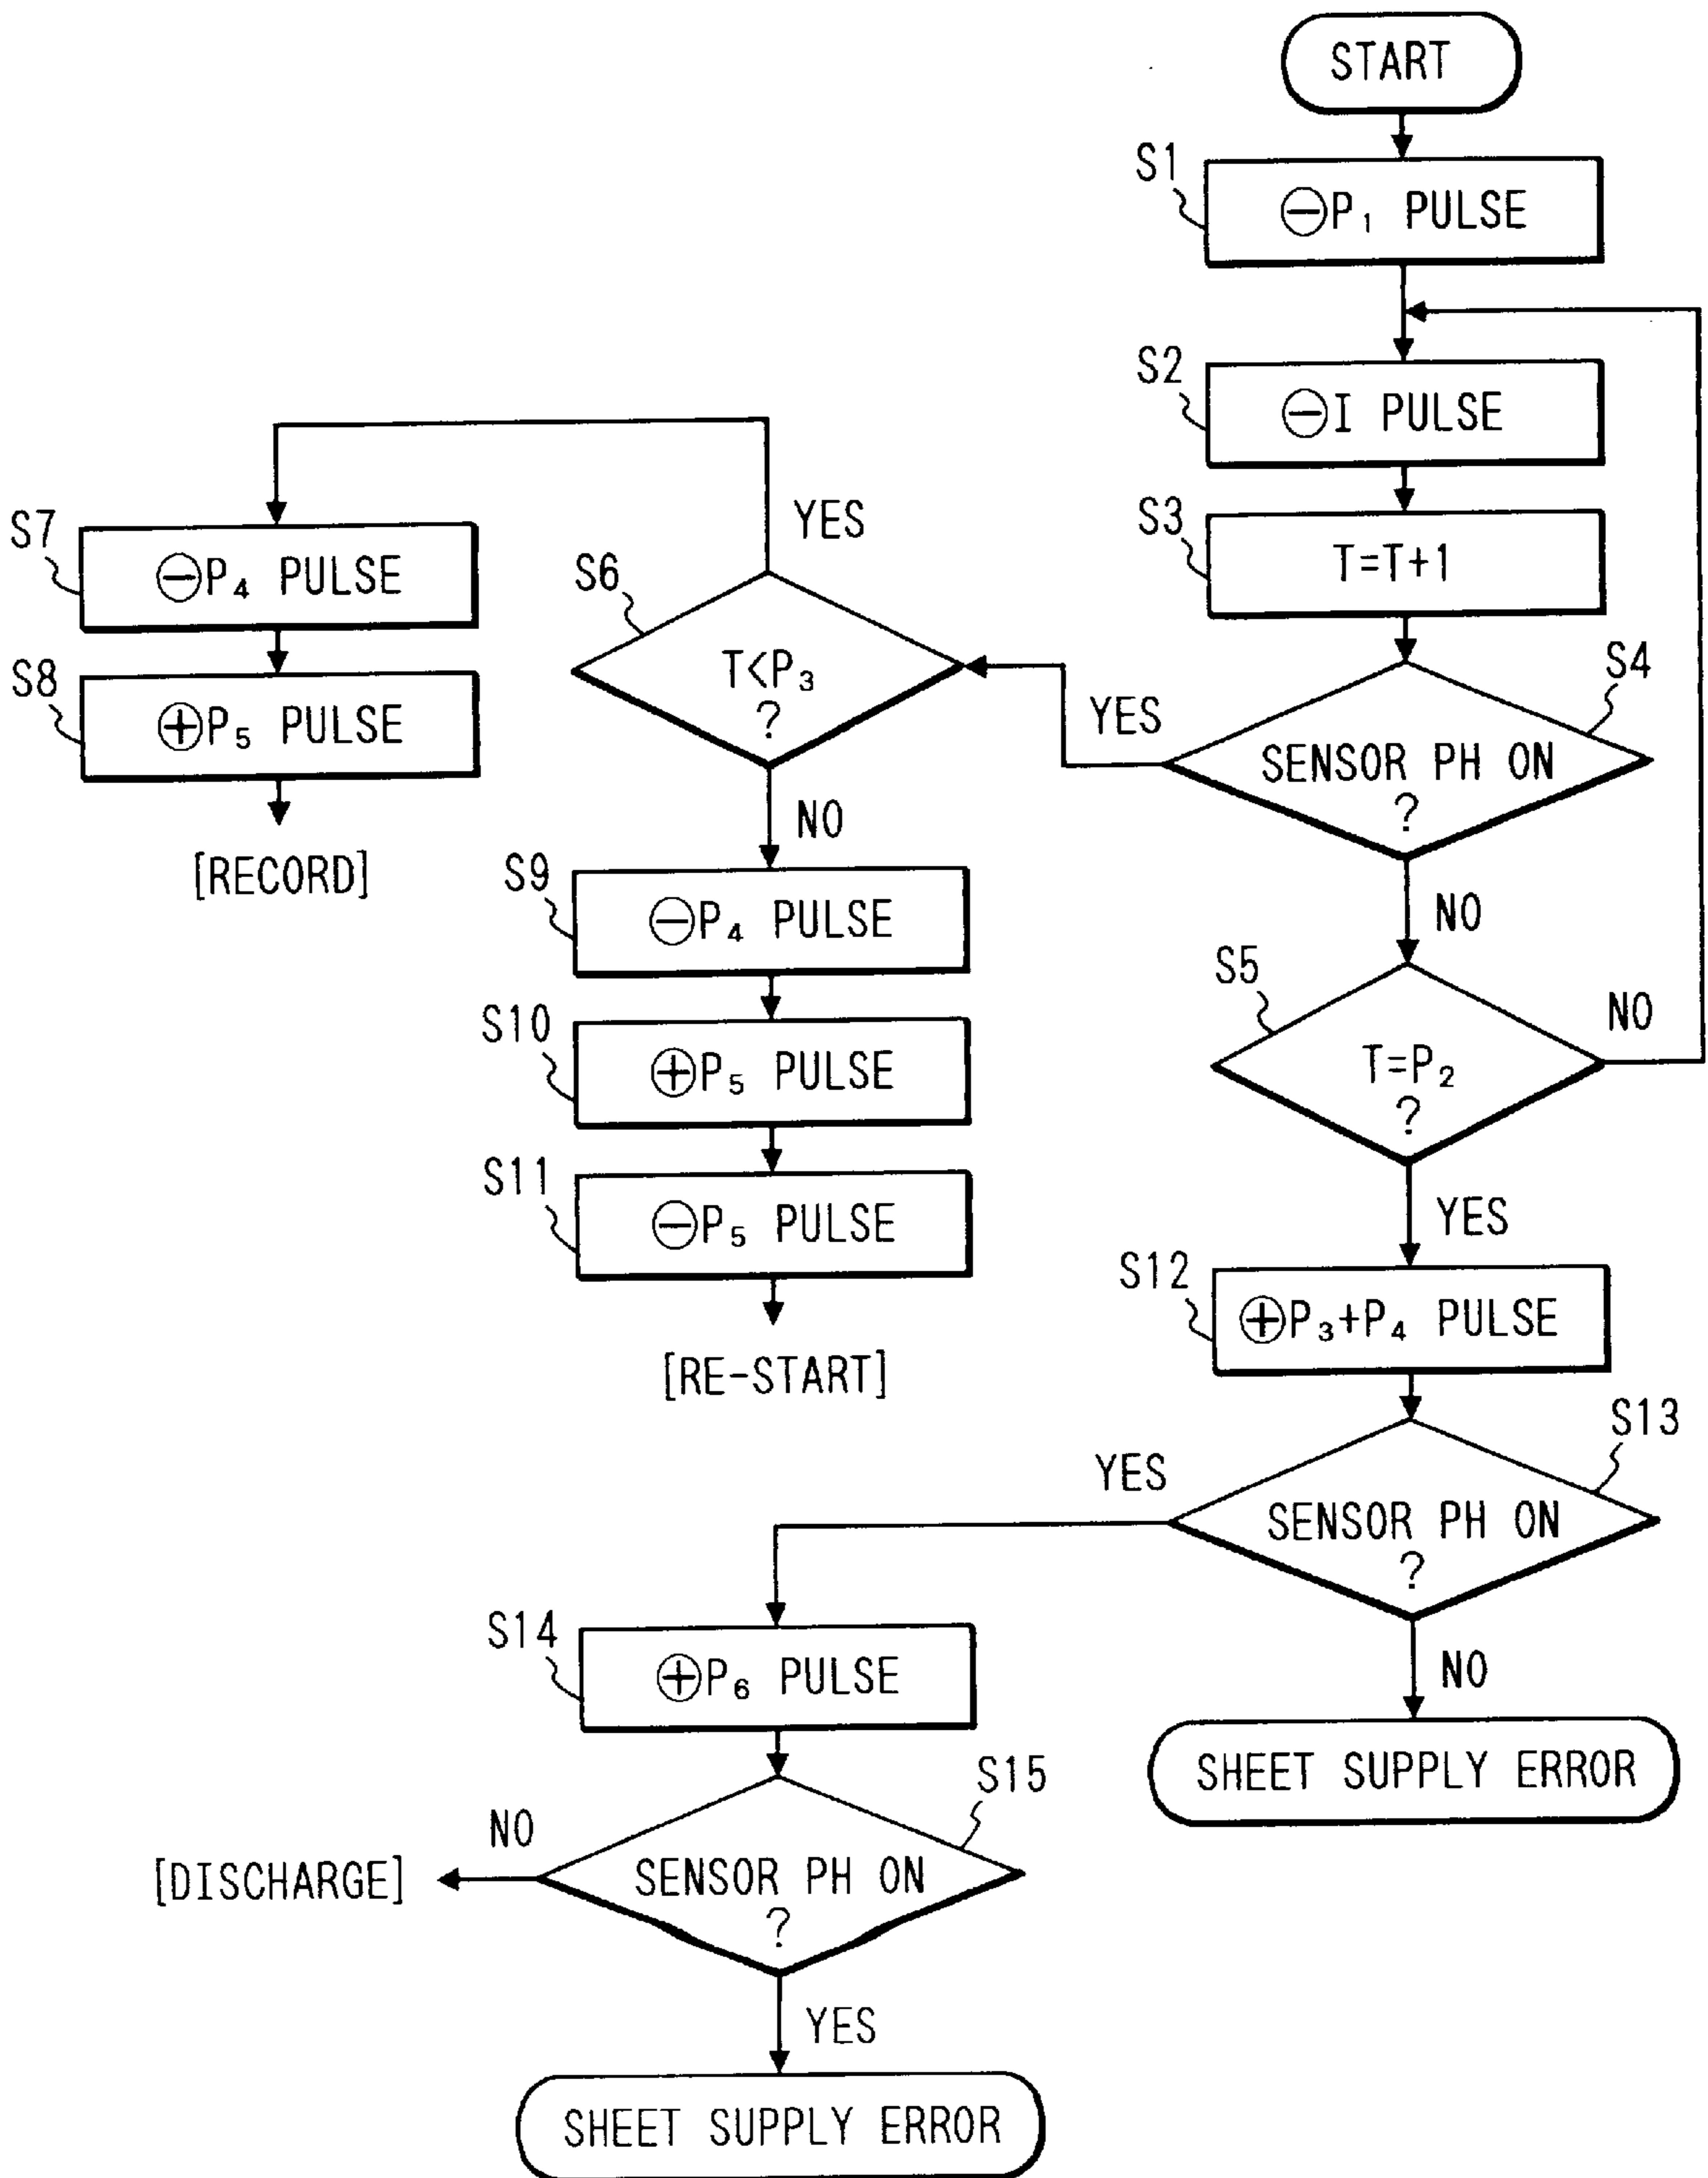 START
S1
⊖P₁ PULSE
S2
⊖I PULSE
S3
T=T+1
S4
SENSOR PH ON
?
YES
NO
S5
T=P₂
?
NO
YES
S6
T<P₃
?
YES
NO
S7
⊖P₄ PULSE
S8
⊕P₅ PULSE
[RECORD]
S9
⊖P₄ PULSE
S10
⊕P₅ PULSE
S11
⊖P₅ PULSE
[RE-START]
S12
⊕P₃+P₄ PULSE
S13
SENSOR PH ON
?
YES
NO
SHEET SUPPLY ERROR
S14
⊕P₆ PULSE
S15
SENSOR PH ON
?
NO
[DISCHARGE]
YES
SHEET SUPPLY ERROR